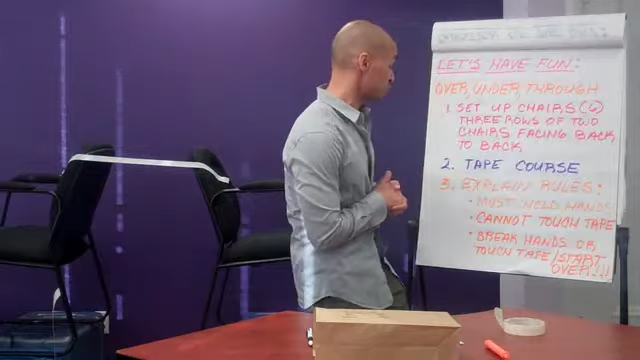 LET'S HAVE FUN:
OVER, UNDER, THROUGH
1. SET UP CHAIRS (6)
THREE ROWS OF TWO
CHAIRS FACING BACK
TO BACK
2. TAPE COURSE
3. EXPLAIN RULES:
• MUST HOLD HANDS
• CANNOT TOUCH TAPE
• BREAK HANDS OR
TOUCH TAPE/START
OVER!!!